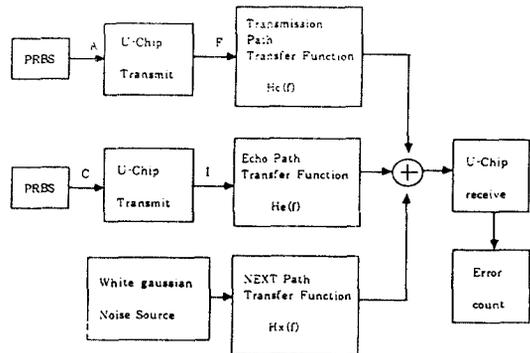 PRBS
A
U-Chip
Transmit
F
Transmission
Path
Transfer Function
Hc(f)
PRBS
C
U-Chip
Transmit
I
Echo Path
Transfer Function
He(f)
+
U-Chip
receive
White gaussian
Noise Source
NEXT Path
Transfer Function
Hx(f)
Error
count